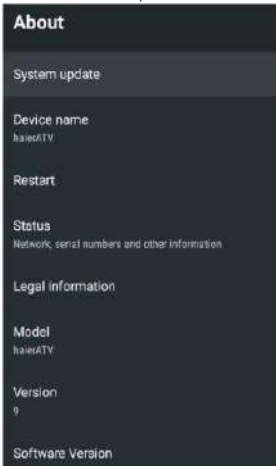 About
System update
Device name
haierATV
Restart
Status
Network, serial numbers and other information
Legal information
Model
haierATV
Version
9
Software Version